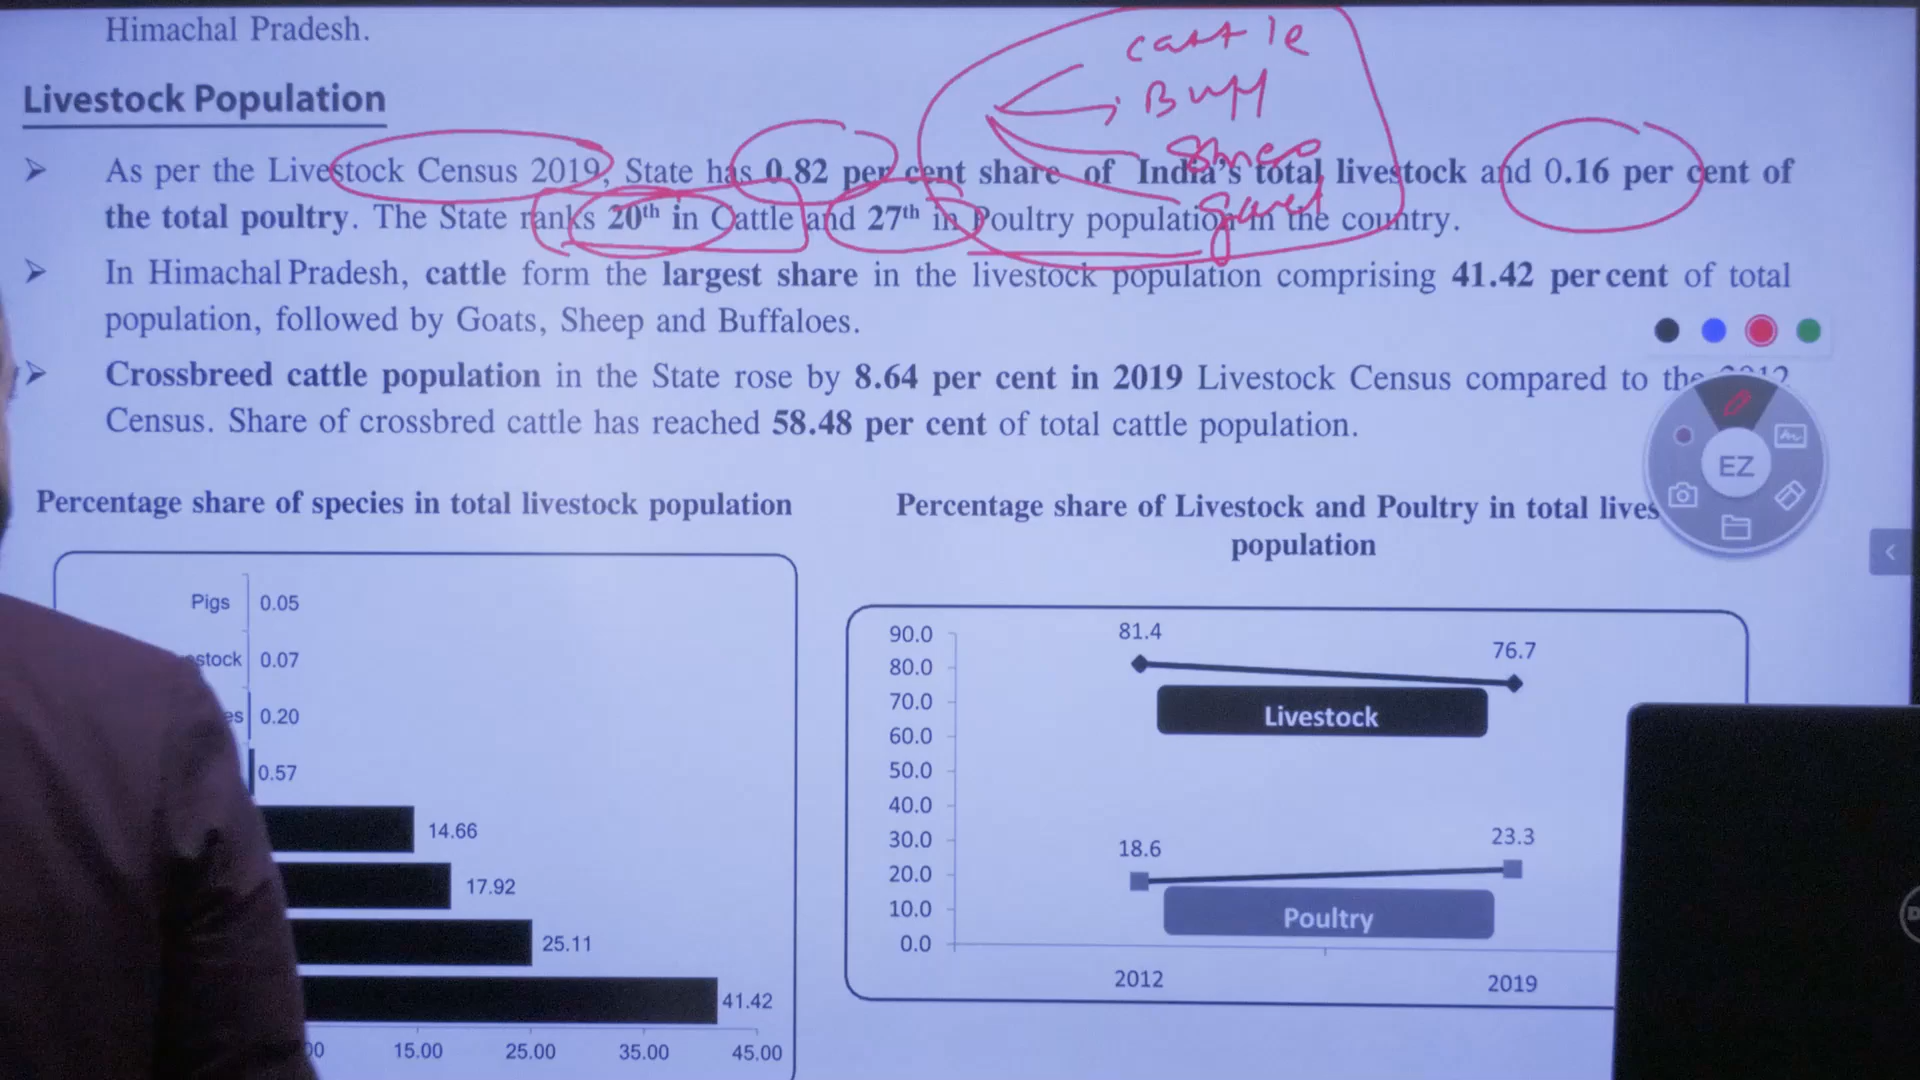 Himachal Pradesh.
cattle
Buff
Livestock Population
➢ As per the Livestock Census 2019, State has 0.82 per cent share of India's total livestock and 0.16 per cent of
the total poultry. The State ranks 20th in Cattle and 27th in Poultry population in the country.
➢ In Himachal Pradesh, cattle form the largest share in the livestock population comprising 41.42 per cent of total
population, followed by Goats, Sheep and Buffaloes.
➢ Crossbreed cattle population in the State rose by 8.64 per cent in 2019 Livestock Census compared to the 2012
Census. Share of crossbred cattle has reached 58.48 per cent of total cattle population.
EZ
Percentage share of species in total livestock population
Pigs 0.05
stock 0.07
es 0.20
0.57
14.66
17.92
25.11
41.42
00 15.00 25.00 35.00 45.00
Percentage share of Livestock and Poultry in total lives
population
90.0
80.0
70.0
60.0
50.0
40.0
30.0
20.0
10.0
0.0
81.4 76.7
Livestock
18.6 23.3
Poultry
2012 2019